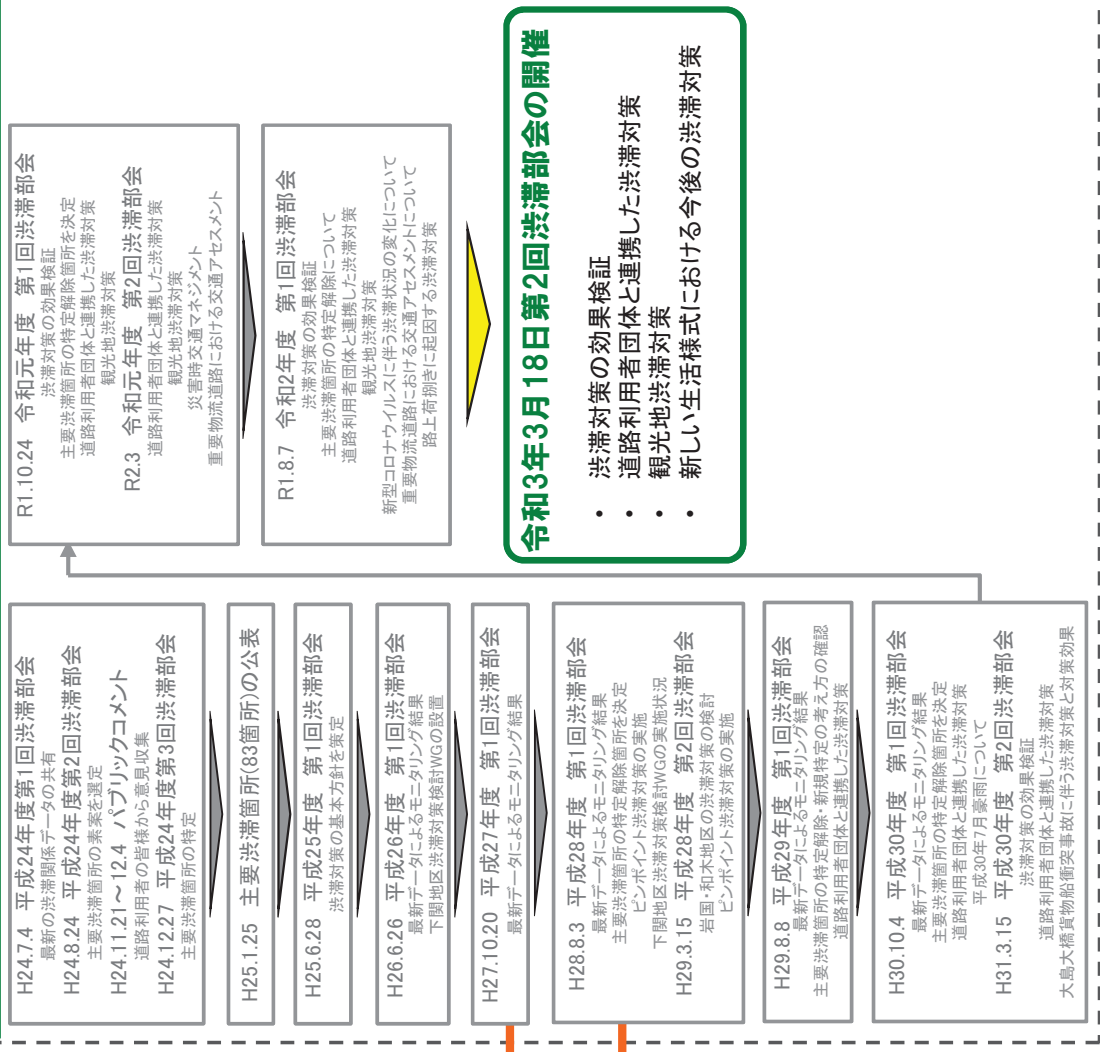 H24.7.4 平成24年度第1回渋滞部会
最新の渋滞関係データの共有
H24.8.24 平成24年度第2回渋滞部会
主要渋滞箇所の素案を選定
H24.11.21～12.4 パブリックコメント
道路利用者の皆様から意見収集
H24.12.27 平成24年度第3回渋滞部会
主要渋滞箇所の特定
H25.1.25 主要渋滞箇所(83箇所)の公表
H25.6.28 平成25年度 第1回渋滞部会
渋滞対策の基本方針を策定
H26.6.26 平成26年度 第1回渋滞部会
最新データによるモニタリング結果
下関地区渋滞対策検討WGの設置
H27.10.20 平成27年度 第1回渋滞部会
最新データによるモニタリング結果
H28.8.3 平成28年度 第1回渋滞部会
最新データによるモニタリング結果
主要渋滞箇所の特定解除箇所を決定
ピンポイント渋滞対策の実施
下関地区渋滞対策検討WGの実施状況
H29.3.15 平成28年度 第2回渋滞部会
岩国・和木地区の渋滞対策の検討
ピンポイント渋滞対策の実施
H29.8.8 平成29年度 第1回渋滞部会
最新データによるモニタリング結果
主要渋滞箇所の特定解除・新規特定の考え方の確認
道路利用者団体と連携した渋滞対策
H30.10.4 平成30年度 第1回渋滞部会
最新データによるモニタリング結果
主要渋滞箇所の特定解除箇所を決定
道路利用者団体と連携した渋滞対策
平成30年7月豪雨について
H31.3.15 平成30年度 第2回渋滞部会
渋滞対策の効果検証
道路利用者団体と連携した渋滞対策
大島大橋貨物船衝突事故に伴う渋滞対策と対策効果
R1.10.24 令和元年度 第1回渋滞部会
渋滞対策の効果検証
主要渋滞箇所の特定解除箇所を決定
道路利用者団体と連携した渋滞対策
観光地渋滞対策
R2.3 令和元年度 第2回渋滞部会
道路利用者団体と連携した渋滞対策
観光地渋滞対策
災害時交通マネジメント
重要物流道路における交通アセスメント
R1.8.7 令和2年度 第1回渋滞部会
渋滞対策の効果検証
主要渋滞箇所の特定解除について
道路利用者団体と連携した渋滞対策
観光地渋滞対策
新型コロナウイルスに伴う渋滞状況の変化について
重要物流道路における交通アセスメントについて
路上荷捌きに起因する渋滞対策
令和3年3月18日第2回渋滞部会の開催
・ 渋滞対策の効果検証
・ 道路利用者団体と連携した渋滞対策
・ 観光地渋滞対策
・ 新しい生活様式における今後の渋滞対策